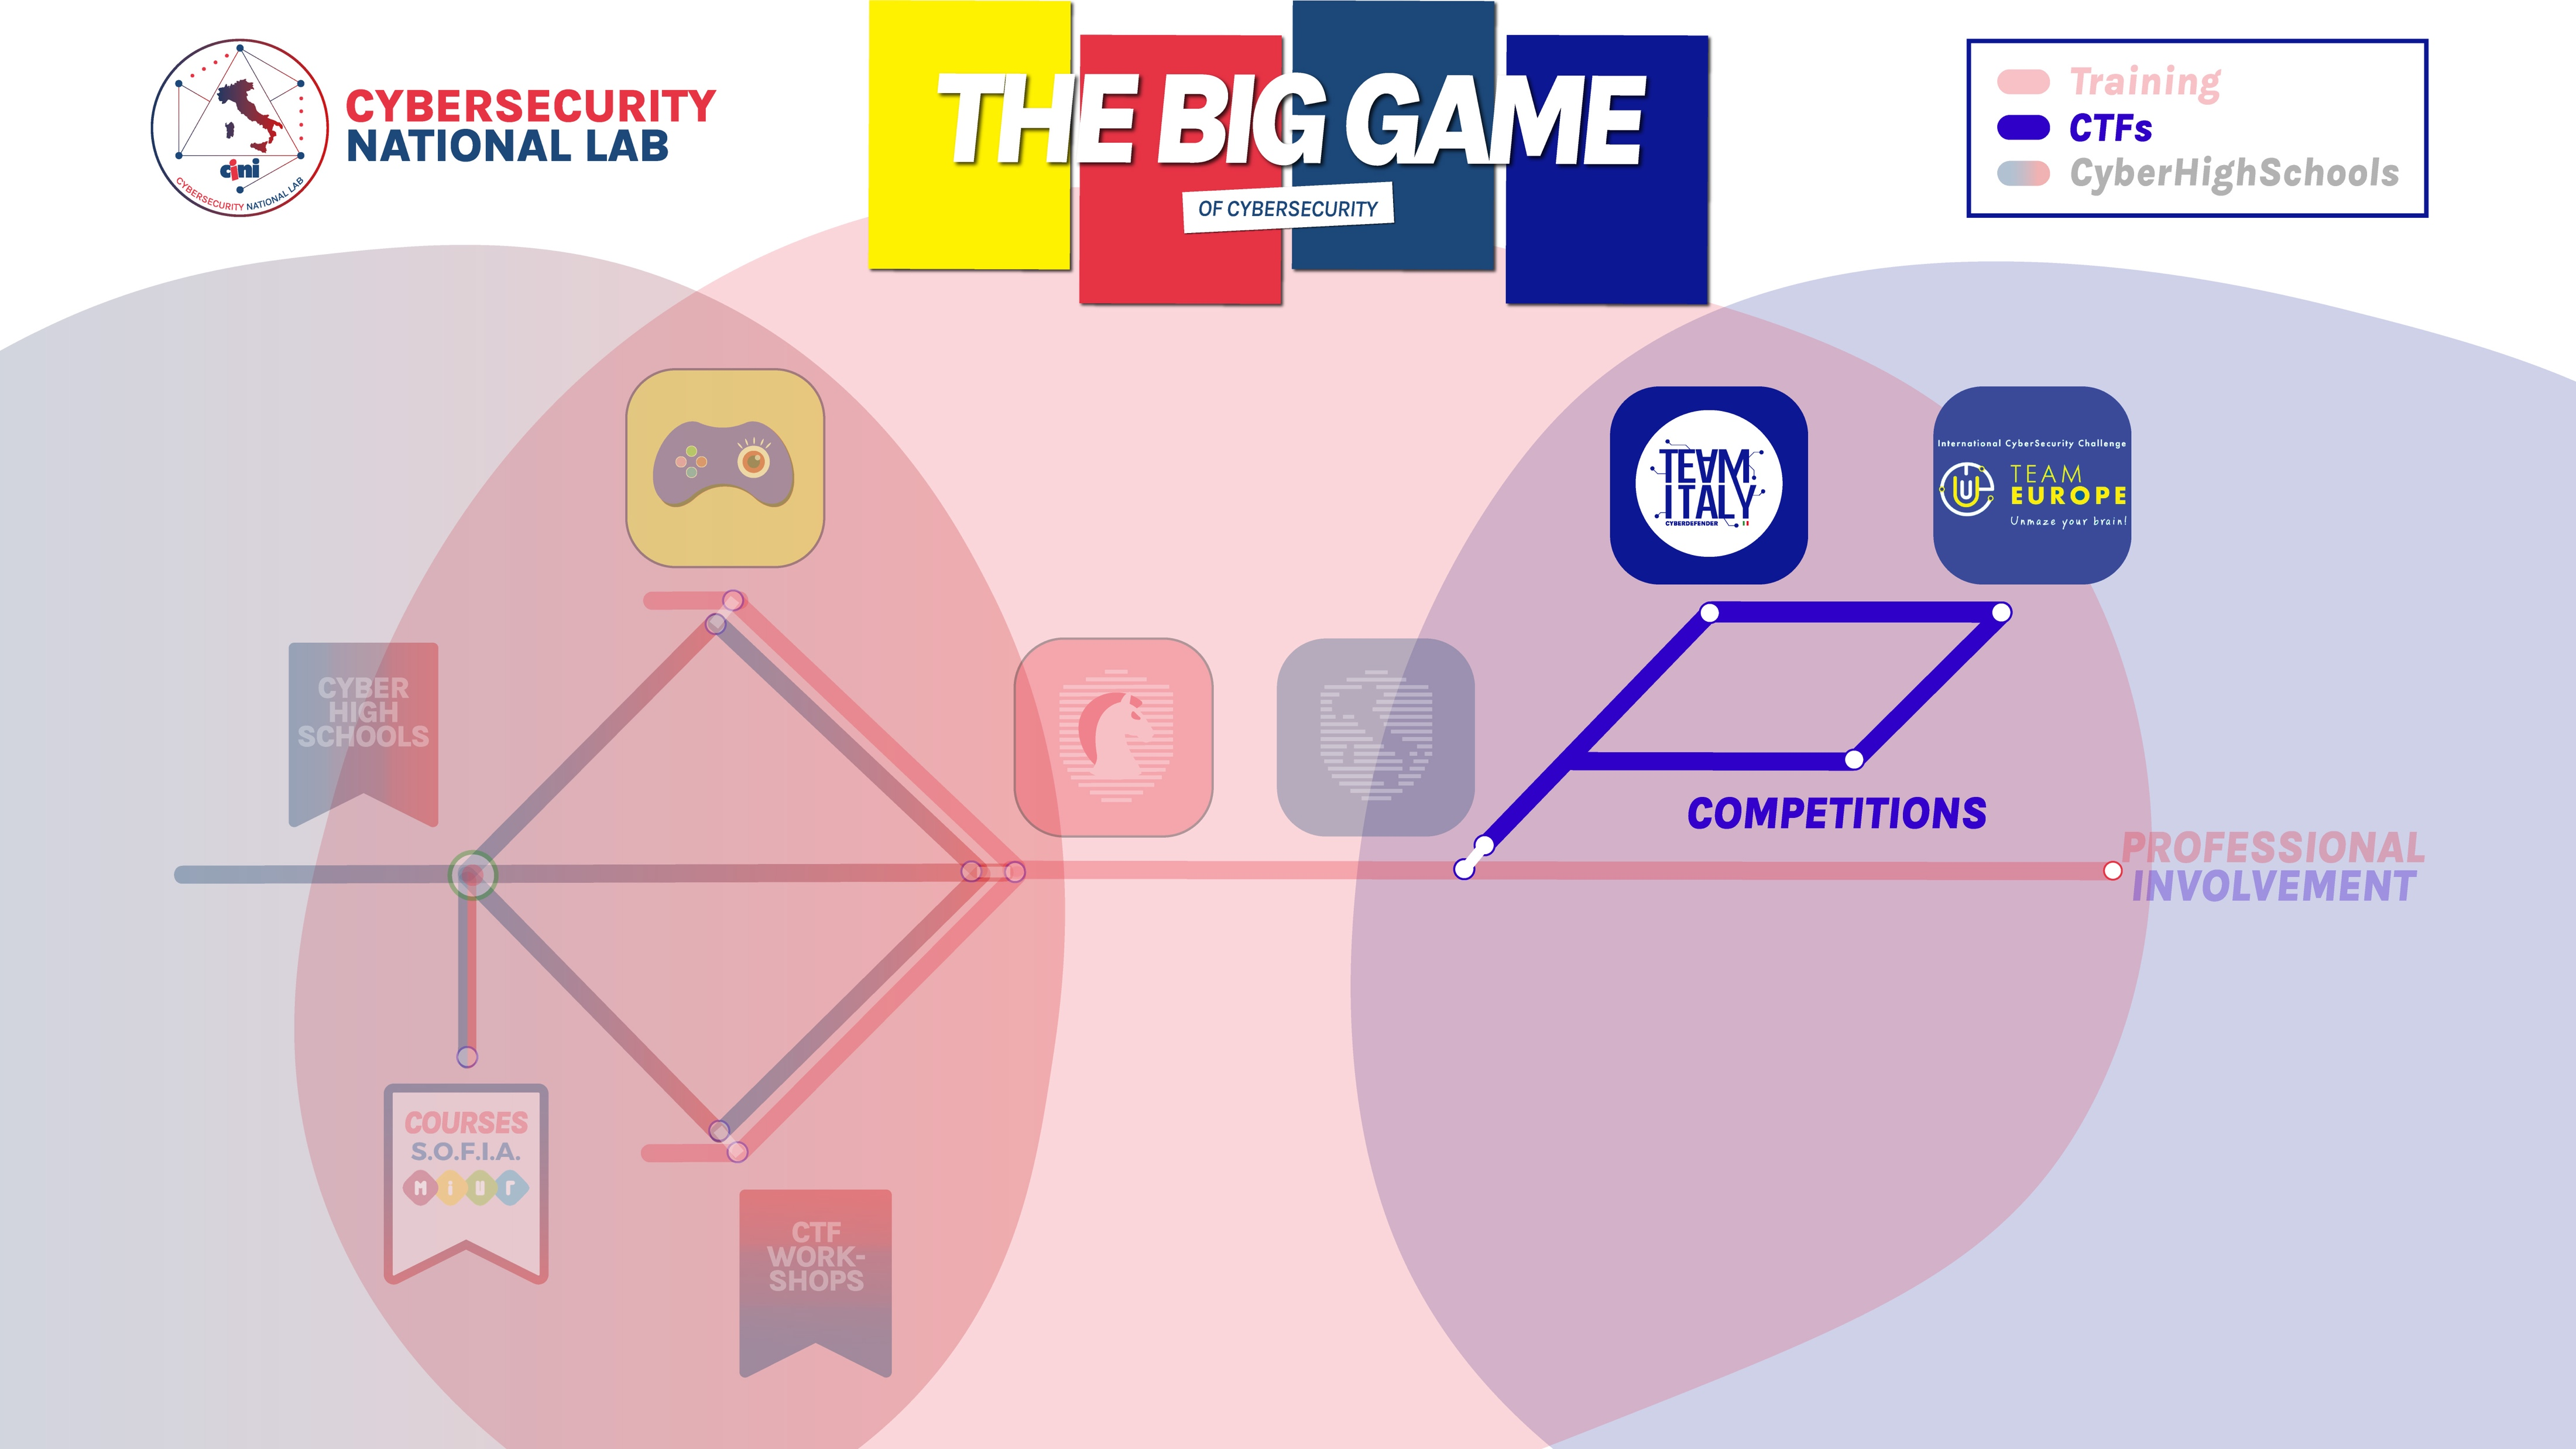 CYBERSECURITY
NATIONAL LAB
cini
CYBERSECURITY NATIONAL LAB
THE BIG GAME
OF CYBERSECURITY
Training
CTFs
CyberHighSchools
TEAM
ITALY
CYBERDEFENDER
International CyberSecurity Challenge
TEAM
EUROPE
Unmaze your brain!
CYBER
HIGH
SCHOOLS
COMPETITIONS
PROFESSIONAL
INVOLVEMENT
COURSES
S.O.F.I.A.
MiUr
CTF
WORK-
SHOPS